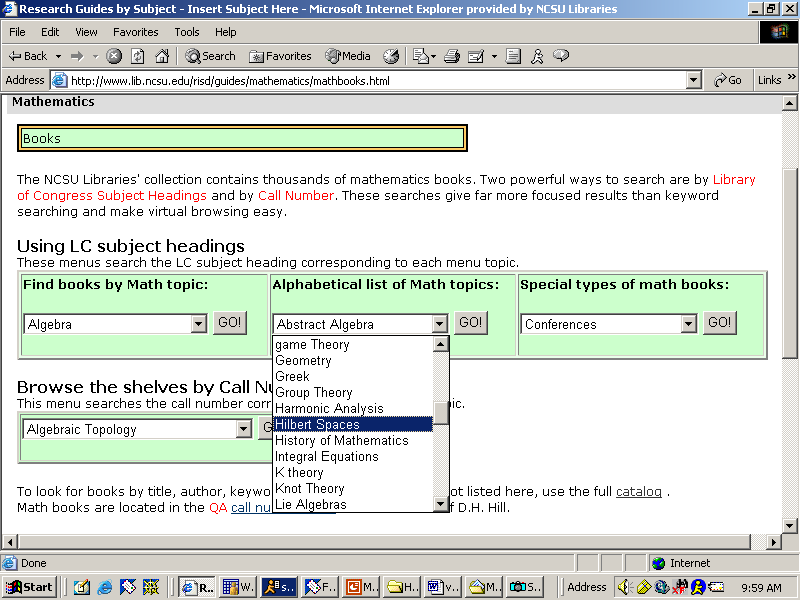 Research Guides by Subject - Insert Subject Here - Microsoft Internet Explorer provided by NCSU Libraries
File Edit View Favorites Tools Help
Back Search Favorites Media
Address http://www.lib.ncsu.edu/risd/guides/mathematics/mathbooks.html Go Links »
Mathematics
Books
The NCSU Libraries' collection contains thousands of mathematics books. Two powerful ways to search are by Library
of Congress Subject Headings and by Call Number. These searches give far more focused results than keyword
searching and make virtual browsing easy.
Using LC subject headings
These menus search the LC subject heading corresponding to each menu topic.
Find books by Math topic: Alphabetical list of Math topics: Special types of math books:
Algebra GO! Abstract Algebra GO! Conferences GO!
game Theory
Geometry
Greek
Group Theory
Harmonic Analysis
Hilbert Spaces
History of Mathematics
Integral Equations
K theory
Knot Theory
Lie Algebras
Browse the shelves by Call Nu
This menu searches the call number corr pic.
Algebraic Topology G
To look for books by title, author, keywo ot listed here, use the full catalog .
Math books are located in the QA call nu f D.H. Hill.
Done Internet
Start R.. W. s.. F.. M.. H.. v.. M.. S.. Address 9:59 AM